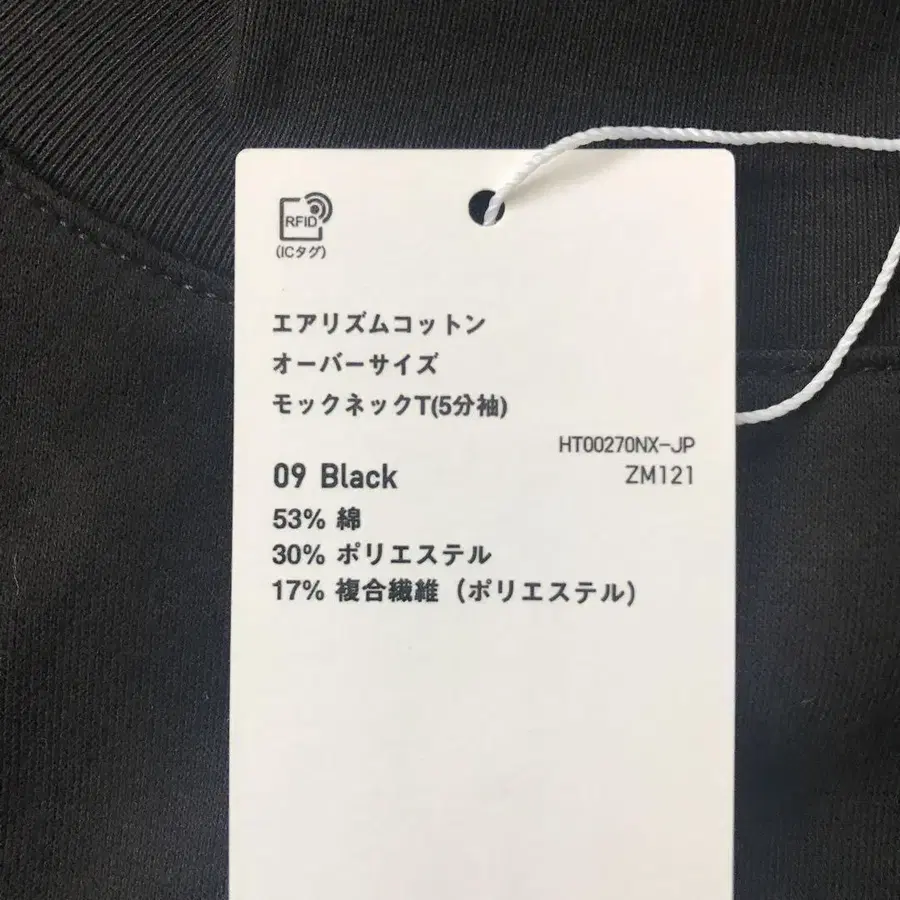 RFID
(ICタグ)
エアリズムコットン
オーバーサイズ
モックネックT(5分袖)
HT00270NX-JP
09 Black
ZM121
53% 綿
30% ポリエステル
17% 複合繊維（ポリエステル）